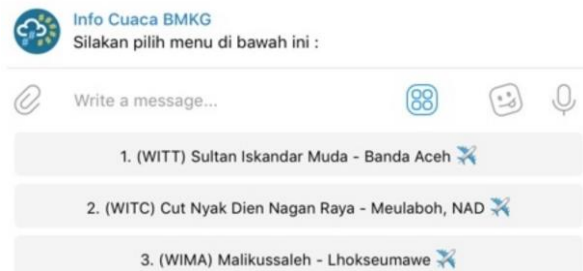 Info Cuaca BMKG
Silakan pilih menu di bawah ini :
Write a message...
1. (WITT) Sultan Iskandar Muda - Banda Aceh ✈️
2. (WITC) Cut Nyak Dien Nagan Raya - Meulaboh, NAD ✈️
3. (WIMA) Malikussaleh - Lhokseumawe ✈️